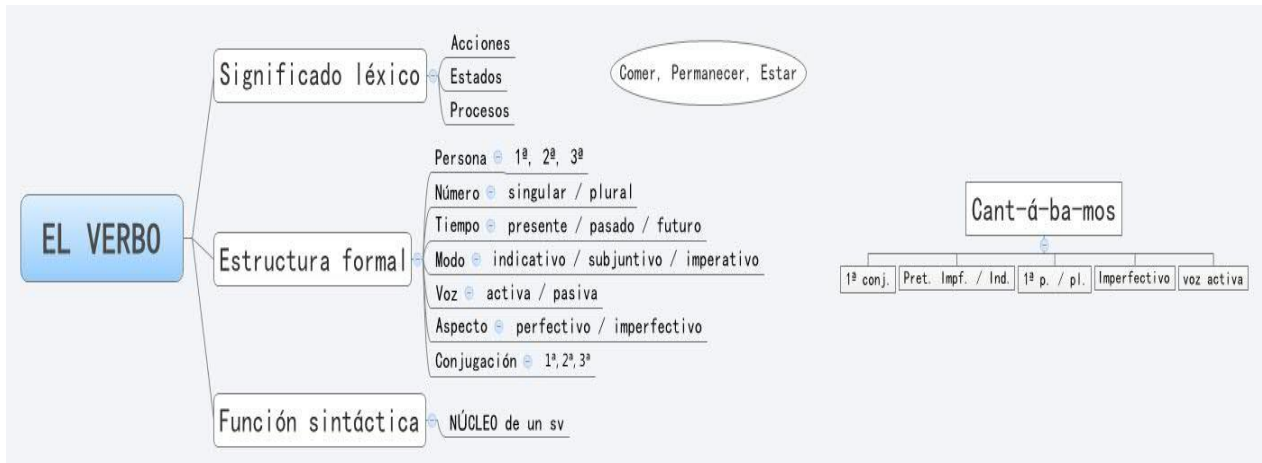 EL VERBO
Significado léxico
Acciones
Estados
Procesos
Comer, Permanecer, Estar
Estructura formal
Persona 1ª, 2ª, 3ª
Número singular / plural
Tiempo presente / pasado / futuro
Modo indicativo / subjuntivo / imperativo
Voz activa / pasiva
Aspecto perfectivo / imperfectivo
Conjugación 1ª,2ª,3ª
Función sintáctica
NÚCLEO de un sv
Cant-á-ba-mos
1ª conj.
Pret. Impf. / Ind.
1ª p. / pl.
Imperfectivo
voz activa